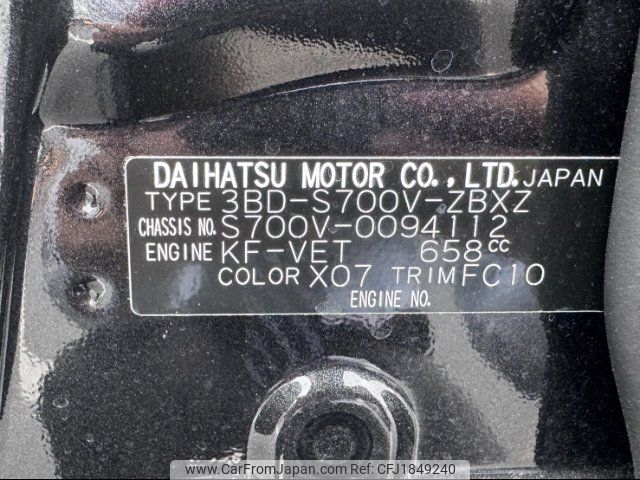 DAIHATSU MOTOR CO.,LTD. JAPAN
TYPE 3BD-S700V-ZBXZ
CHASSIS NO. S700V-0094112
ENGINE KF-VET 658CC
COLOR X07 TRIM FC10
ENGINE NO.
www.CarFromJapan.com | Ref: CFJ1849240